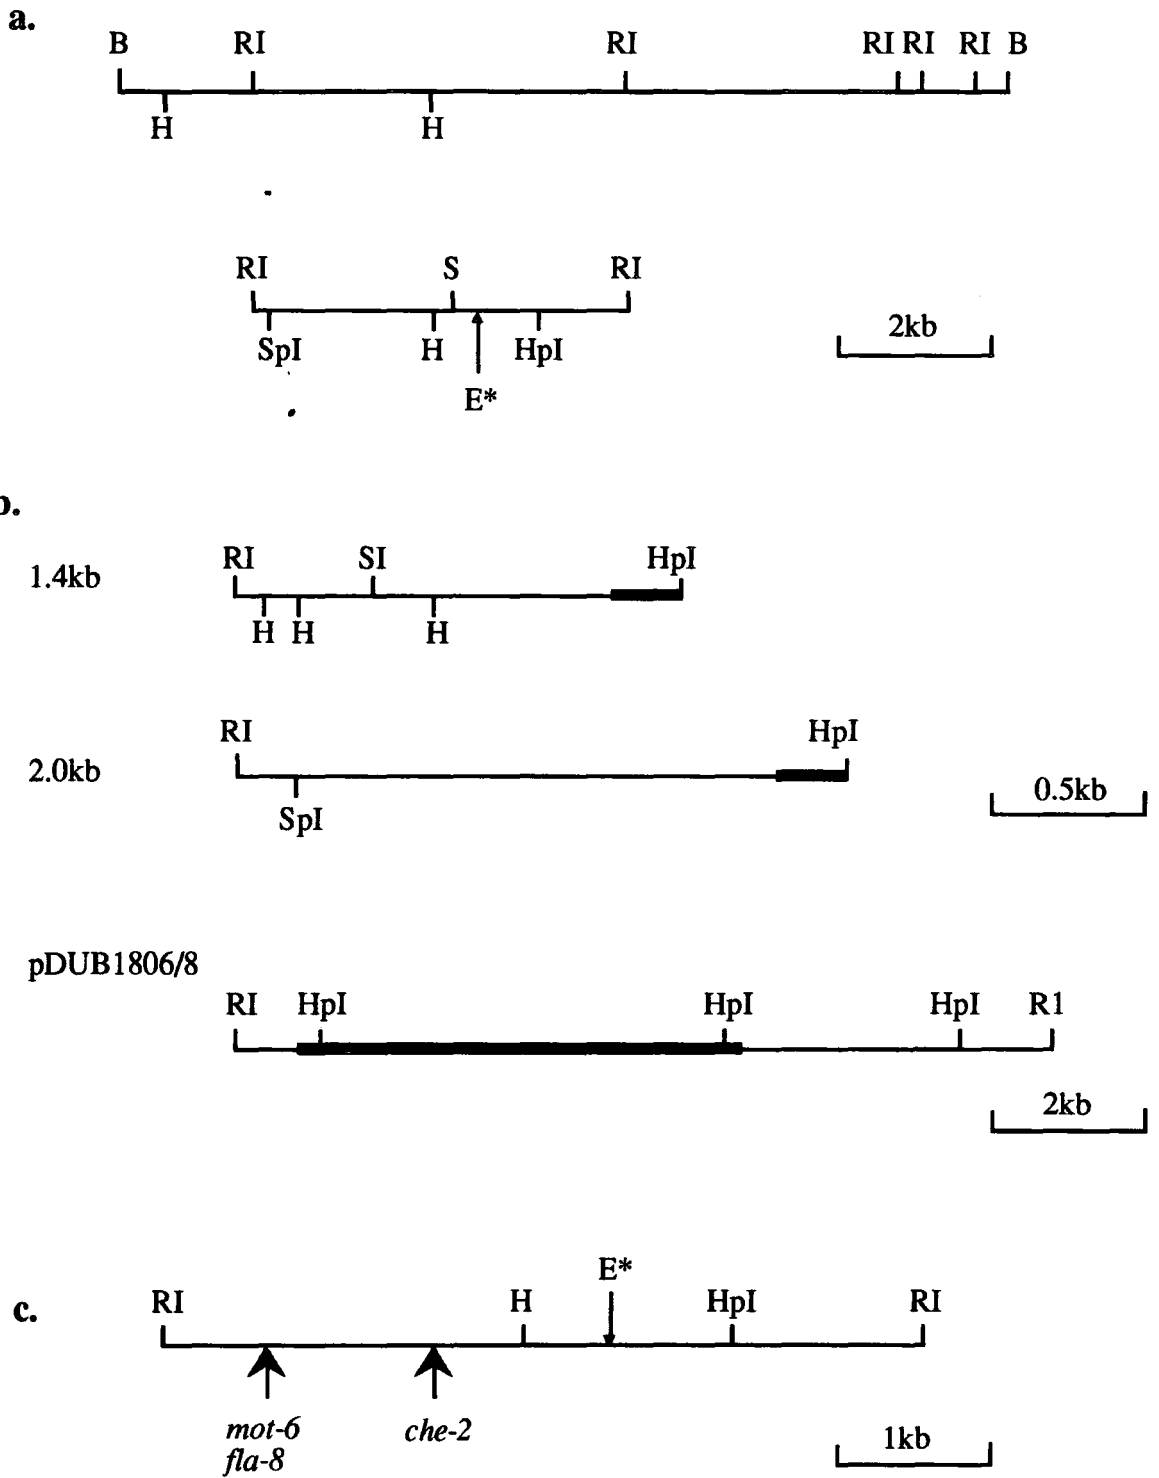 a.
B RI RI RI RI RI B
H H
RI S RI
SpI H HpI
E*
2kb
b.
1.4kb
RI SI HpI
H H H
2.0kb
RI HpI
SpI
0.5kb
pDUB1806/8
RI HpI HpI HpI R1
2kb
c.
E*
RI H HpI RI
mot-6 che-2
fla-8
1kb